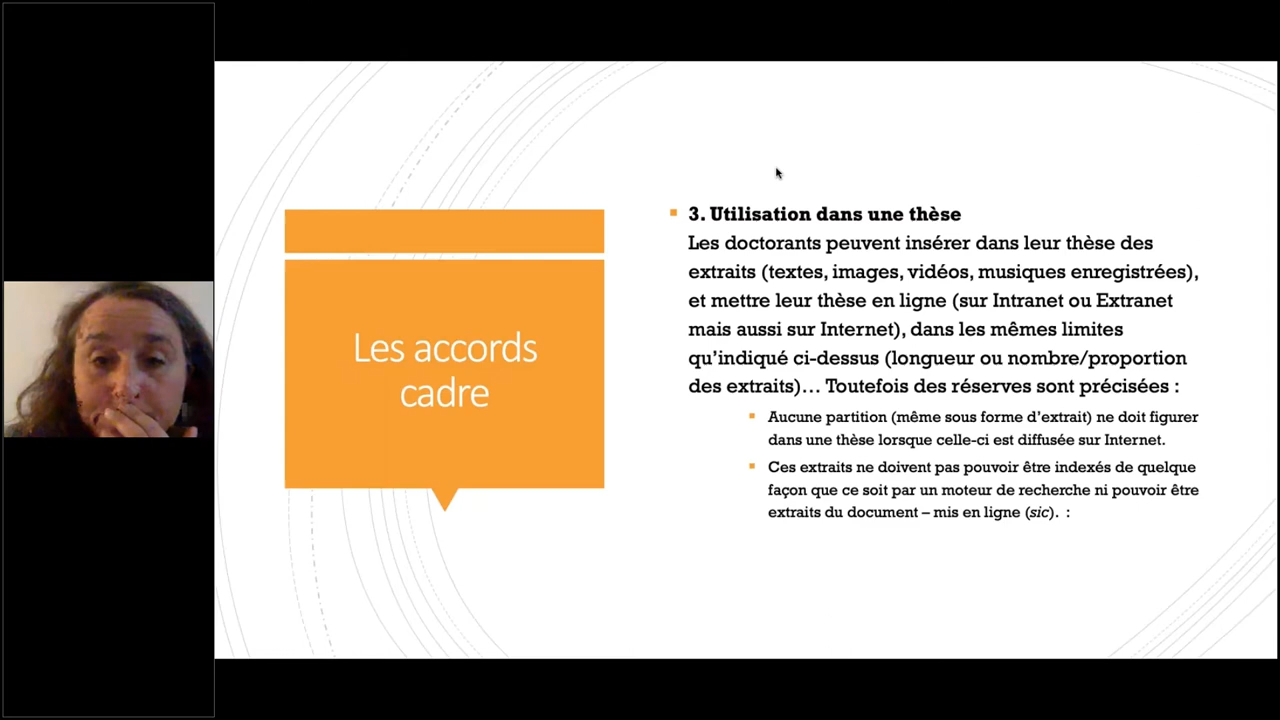 Les accords
cadre
3. Utilisation dans une thèse
Les doctorants peuvent insérer dans leur thèse des
extraits (textes, images, vidéos, musiques enregistrées),
et mettre leur thèse en ligne (sur Intranet ou Extranet
mais aussi sur Internet), dans les mêmes limites
qu’indiqué ci-dessus (longueur ou nombre/proportion
des extraits)… Toutefois des réserves sont précisées :
Aucune partition (même sous forme d’extrait) ne doit figurer
dans une thèse lorsque celle-ci est diffusée sur Internet.
Ces extraits ne doivent pas pouvoir être indexés de quelque
façon que ce soit par un moteur de recherche ni pouvoir être
extraits du document – mis en ligne (sic). :